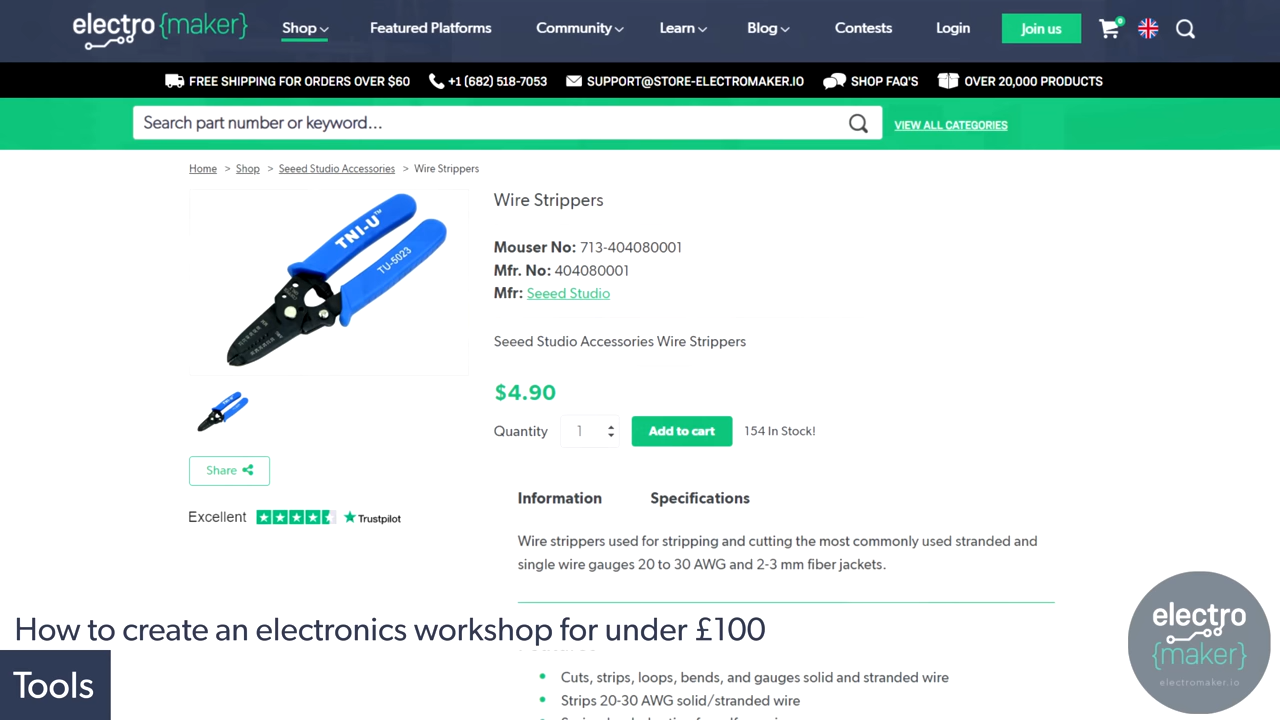 electro {maker}
Shop
Featured Platforms
Community
Learn
Blog
Contests
Login
Join us
0
FREE SHIPPING FOR ORDERS OVER $60
+1 (682) 518-7053
SUPPORT@STORE-ELECTROMAKER.IO
SHOP FAQ'S
OVER 20,000 PRODUCTS
Search part number or keyword...
VIEW ALL CATEGORIES
Home > Shop > Seeed Studio Accessories > Wire Strippers
TNI-U™
TU-5023
Wire Strippers
Mouser No: 713-404080001
Mfr. No: 404080001
Mfr: Seeed Studio
Seeed Studio Accessories Wire Strippers
$4.90
Quantity 1 Add to cart 154 In Stock!
Share
Excellent Trustpilot
Information Specifications
Wire strippers used for stripping and cutting the most commonly used stranded and
single wire gauges 20 to 30 AWG and 2-3 mm fiber jackets.
How to create an electronics workshop for under £100
Tools
Cuts, strips, loops, bends, and gauges solid and stranded wire
Strips 20-30 AWG solid/stranded wire
electro
{maker}
electromaker.io